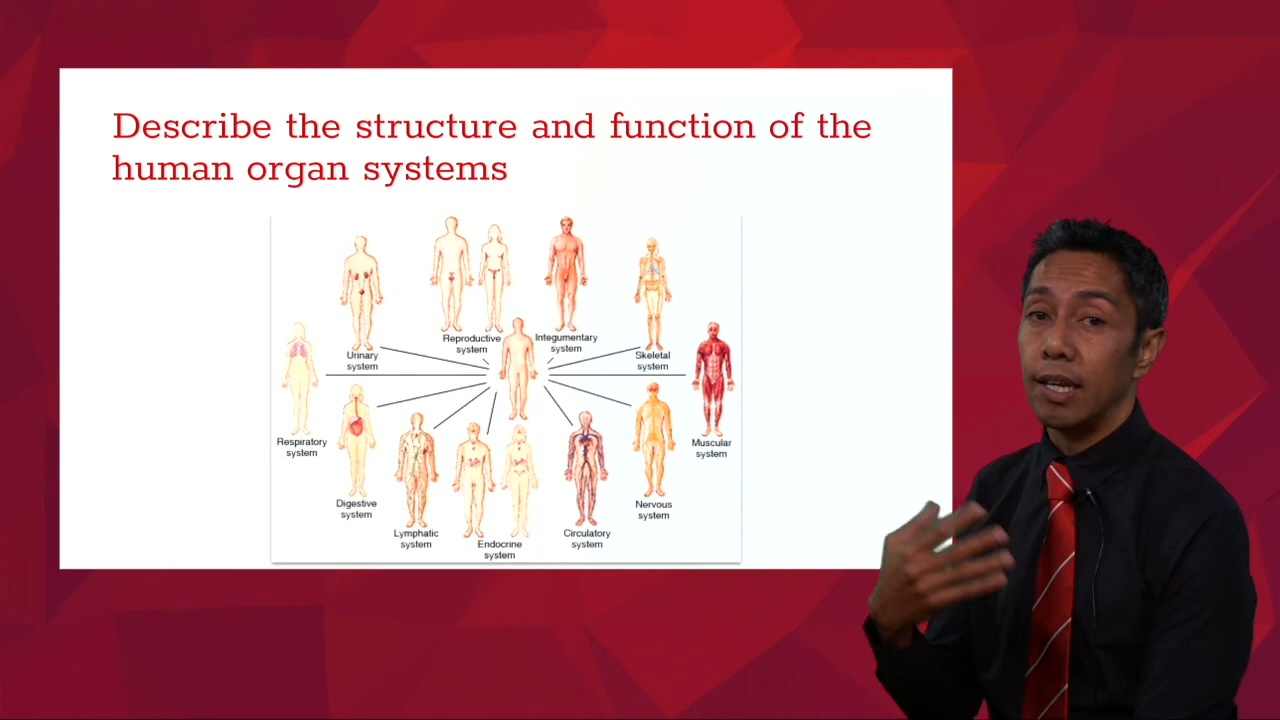 Describe the structure and function of the
human organ systems
Urinary
system
Reproductive
system
Integumentary
system
Skeletal
system
Respiratory
system
Muscular
system
Digestive
system
Nervous
system
Lymphatic
system
Endocrine
system
Circulatory
system